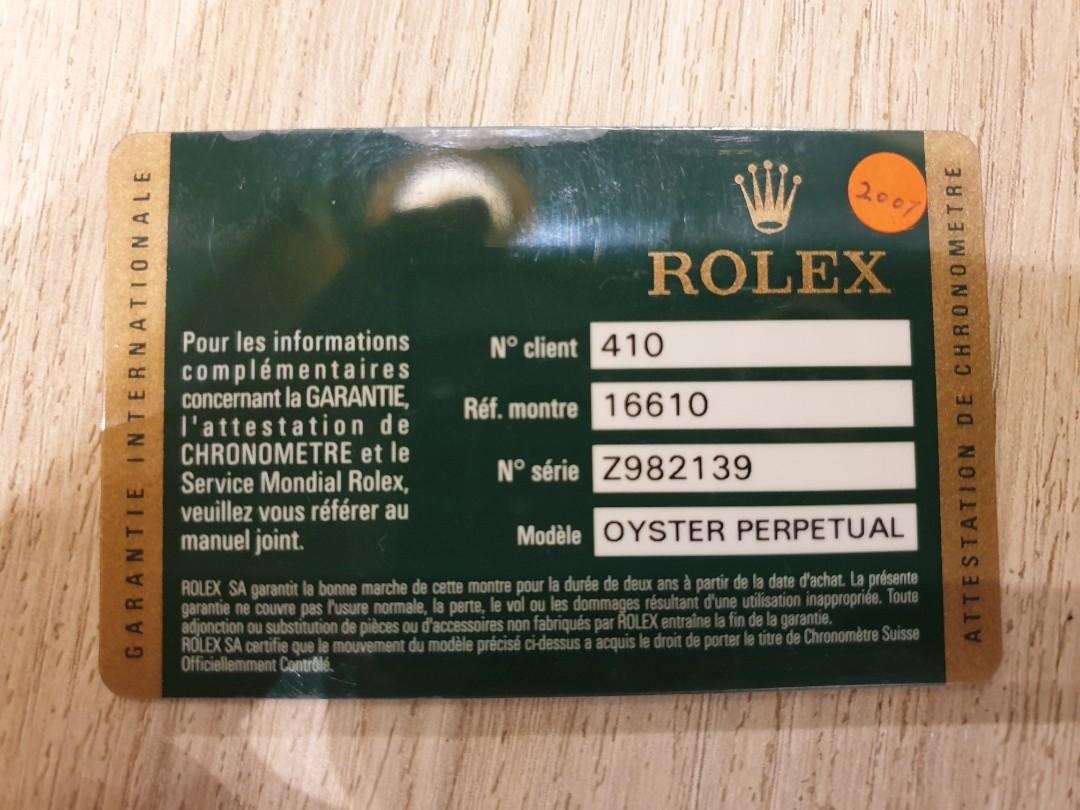 GARANTIE INTERNATIONALE
2007
ROLEX
Pour les informations
complémentaires
concernant la GARANTIE,
l'attestation de
CHRONOMETRE et le
Service Mondial Rolex,
veuillez vous référer au
manuel joint.
N° client 410
Réf. montre 16610
N° série Z982139
Modèle OYSTER PERPETUAL
ROLEX SA garantit la bonne marche de cette montre pour la durée de deux ans à partir de la date d'achat. La présente
garantie ne couvre pas l'usure normale, la perte, le vol ou les dommages résultant d'une utilisation inappropriée. Toute
adjonction ou substitution de pièces ou d'accessoires non fabriqués par ROLEX entraîne la fin de la garantie.
ROLEX SA certifie que le mouvement du modèle précisé ci-dessus a acquis le droit de porter le titre de Chronomètre Suisse
Officiellemment Contrôlé.
ATTESTATION DE CHRONOMETRE